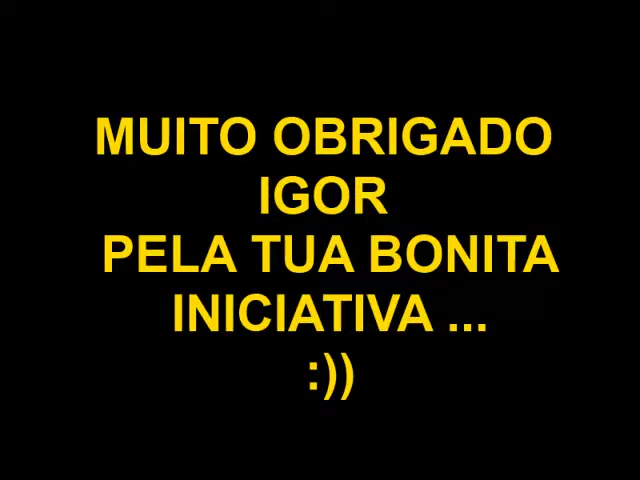 MUITO OBRIGADO
IGOR
PELA TUA BONITA
INICIATIVA ...
:))